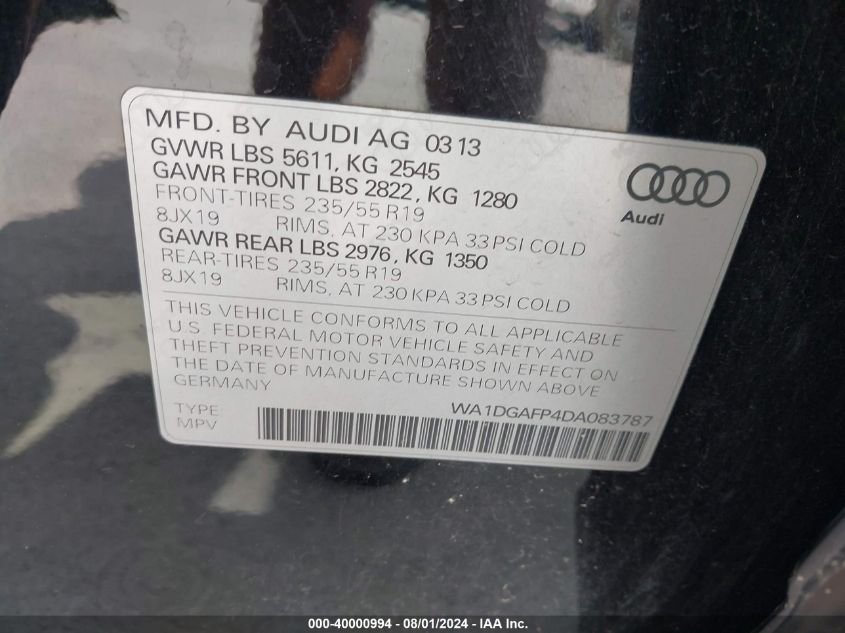 MFD. BY AUDI AG 0313
GVWR LBS 5611, KG 2545
GAWR FRONT LBS 2822, KG 1280
FRONT-TIRES 235/55 R19
8JX19 RIMS, AT 230 KPA 33 PSI COLD
GAWR REAR LBS 2976, KG 1350
REAR-TIRES 235/55 R19
8JX19 RIMS, AT 230 KPA 33 PSI COLD
Audi
THIS VEHICLE CONFORMS TO ALL APPLICABLE
U.S. FEDERAL MOTOR VEHICLE SAFETY AND
THEFT PREVENTION STANDARDS IN EFFECT ON
THE DATE OF MANUFACTURE SHOWN ABOVE
GERMANY
TYPE: WA1DGAFP4DA083787
MPV
000-40000994 - 08/01/2024 - IAA Inc.